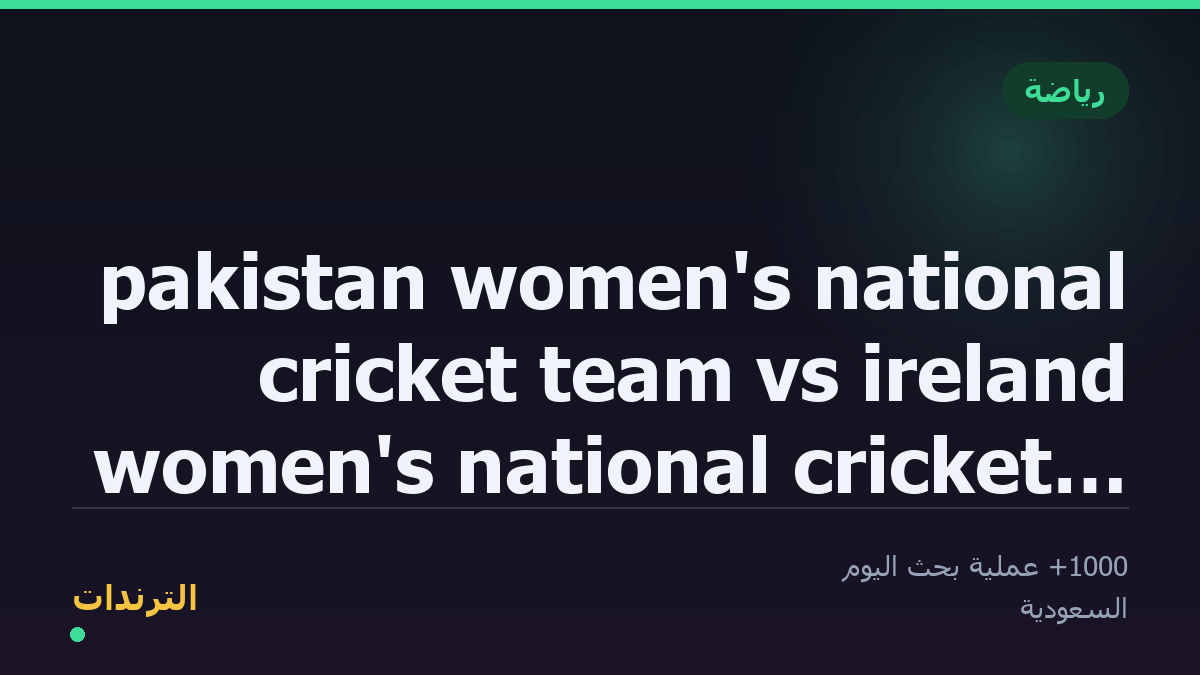 رياضة
pakistan women's national
cricket team vs ireland
women's national cricket...
+1000 عملية بحث اليوم
السعودية
الترندات